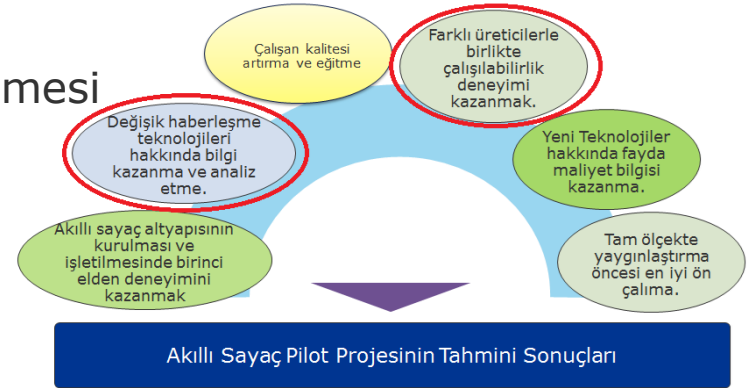 mesi
Çalışan kalitesi
artırma ve eğitme
Farklı üreticilerle
birlikte
çalışılabilirlik
deneyimi
kazanmak.
Değişik haberleşme
teknolojileri
hakkında bilgi
kazanma ve analiz
etme.
Yeni Teknolojiler
hakkında fayda
maliyet bilgisi
kazanma.
Akıllı sayaç altyapısının
kurulması ve
işletilmesinde birinci
elden deneyimini
kazanmak
Tam ölçekte
yaygınlaştırma
öncesi en iyi ön
çalıma.
Akıllı Sayaç Pilot Projesinin Tahmini Sonuçları